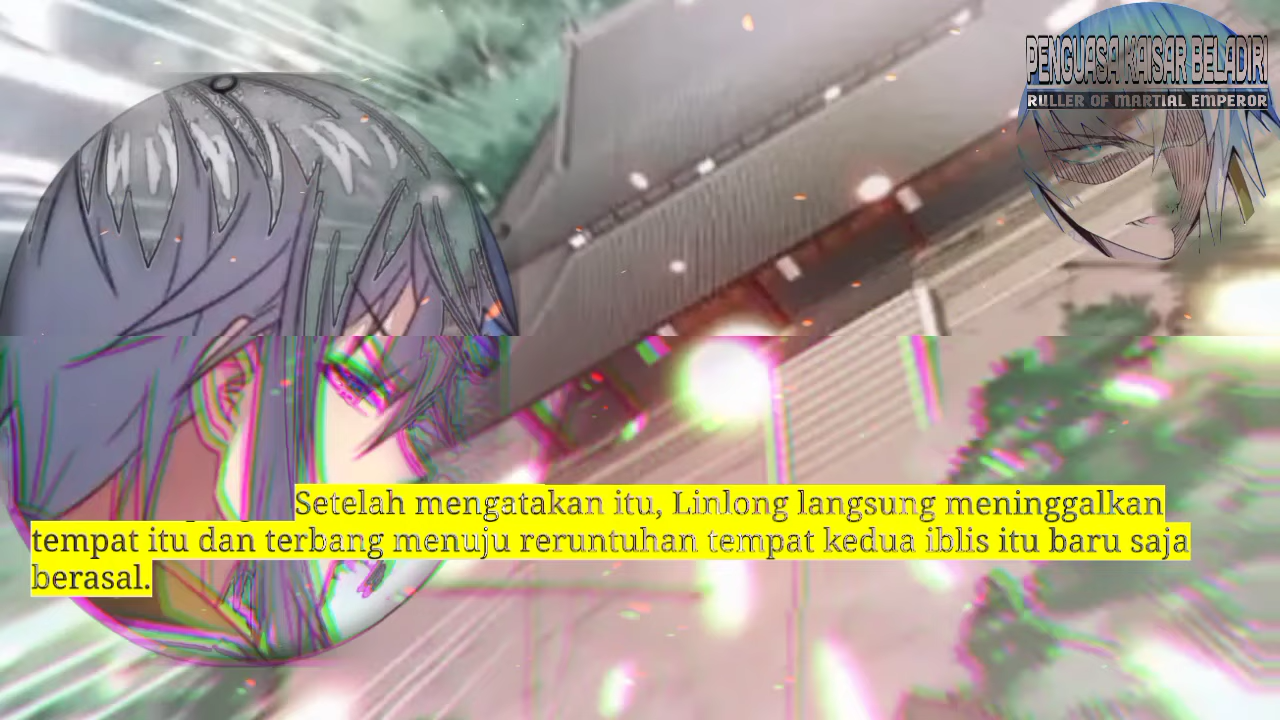 PENGUASA KAISAR BELADIRI
RULLER OF MARTIAL EMPEROR
Setelah mengatakan itu, Linlong langsung meninggalkan
tempat itu dan terbang menuju reruntuhan tempat kedua iblis itu baru saja
berasal.